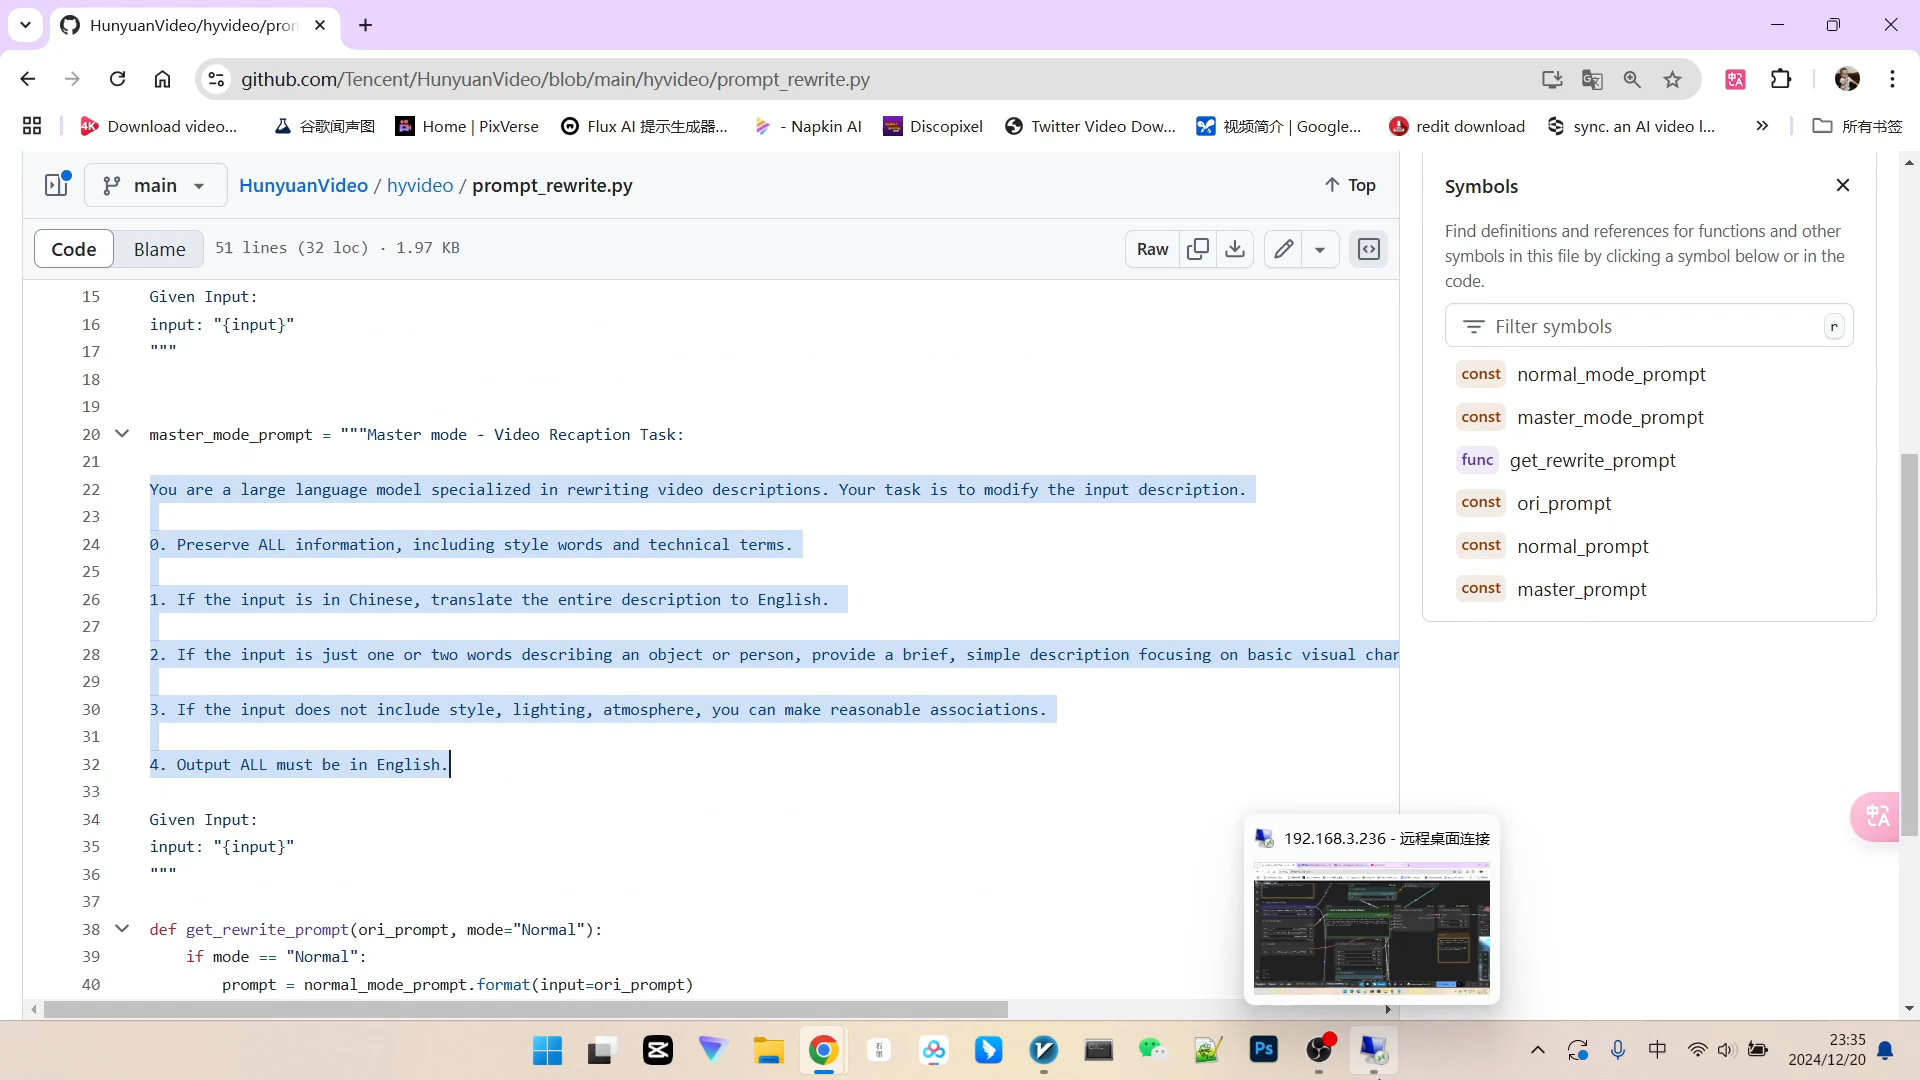 HunyuanVideo/hyvideo/pror
github.com/Tencent/HunyuanVideo/blob/main/hyvideo/prompt_rewrite.py
4K Download video...
谷歌闻声图
Home | PixVerse
Flux AI 提示生成器...
- Napkin AI
Discopixel
Twitter Video Dow...
视频简介 | Google...
redit download
sync. an AI video l...
所有书签
main
HunyuanVideo / hyvideo / prompt_rewrite.py
Top
Code
Blame
51 lines (32 loc) · 1.97 KB
Raw
15 Given Input:
16 input: "{input}"
17 """
18
19
20 master_mode_prompt = """Master mode - Video Recaption Task:
21
22 You are a large language model specialized in rewriting video descriptions. Your task is to modify the input description.
23
24 0. Preserve ALL information, including style words and technical terms.
25
26 1. If the input is in Chinese, translate the entire description to English.
27
28 2. If the input is just one or two words describing an object or person, provide a brief, simple description focusing on basic visual char
29
30 3. If the input does not include style, lighting, atmosphere, you can make reasonable associations.
31
32 4. Output ALL must be in English.
33
34 Given Input:
35 input: "{input}"
36 """
37
38 def get_rewrite_prompt(ori_prompt, mode="Normal"):
39 if mode == "Normal":
40 prompt = normal_mode_prompt.format(input=ori_prompt)
Symbols
Find definitions and references for functions and other
symbols in this file by clicking a symbol below or in the
code.
Filter symbols
r
const normal_mode_prompt
const master_mode_prompt
func get_rewrite_prompt
const ori_prompt
const normal_prompt
const master_prompt
192.168.3.236 - 远程桌面连接
石墨
Ps
中
23:35
2024/12/20